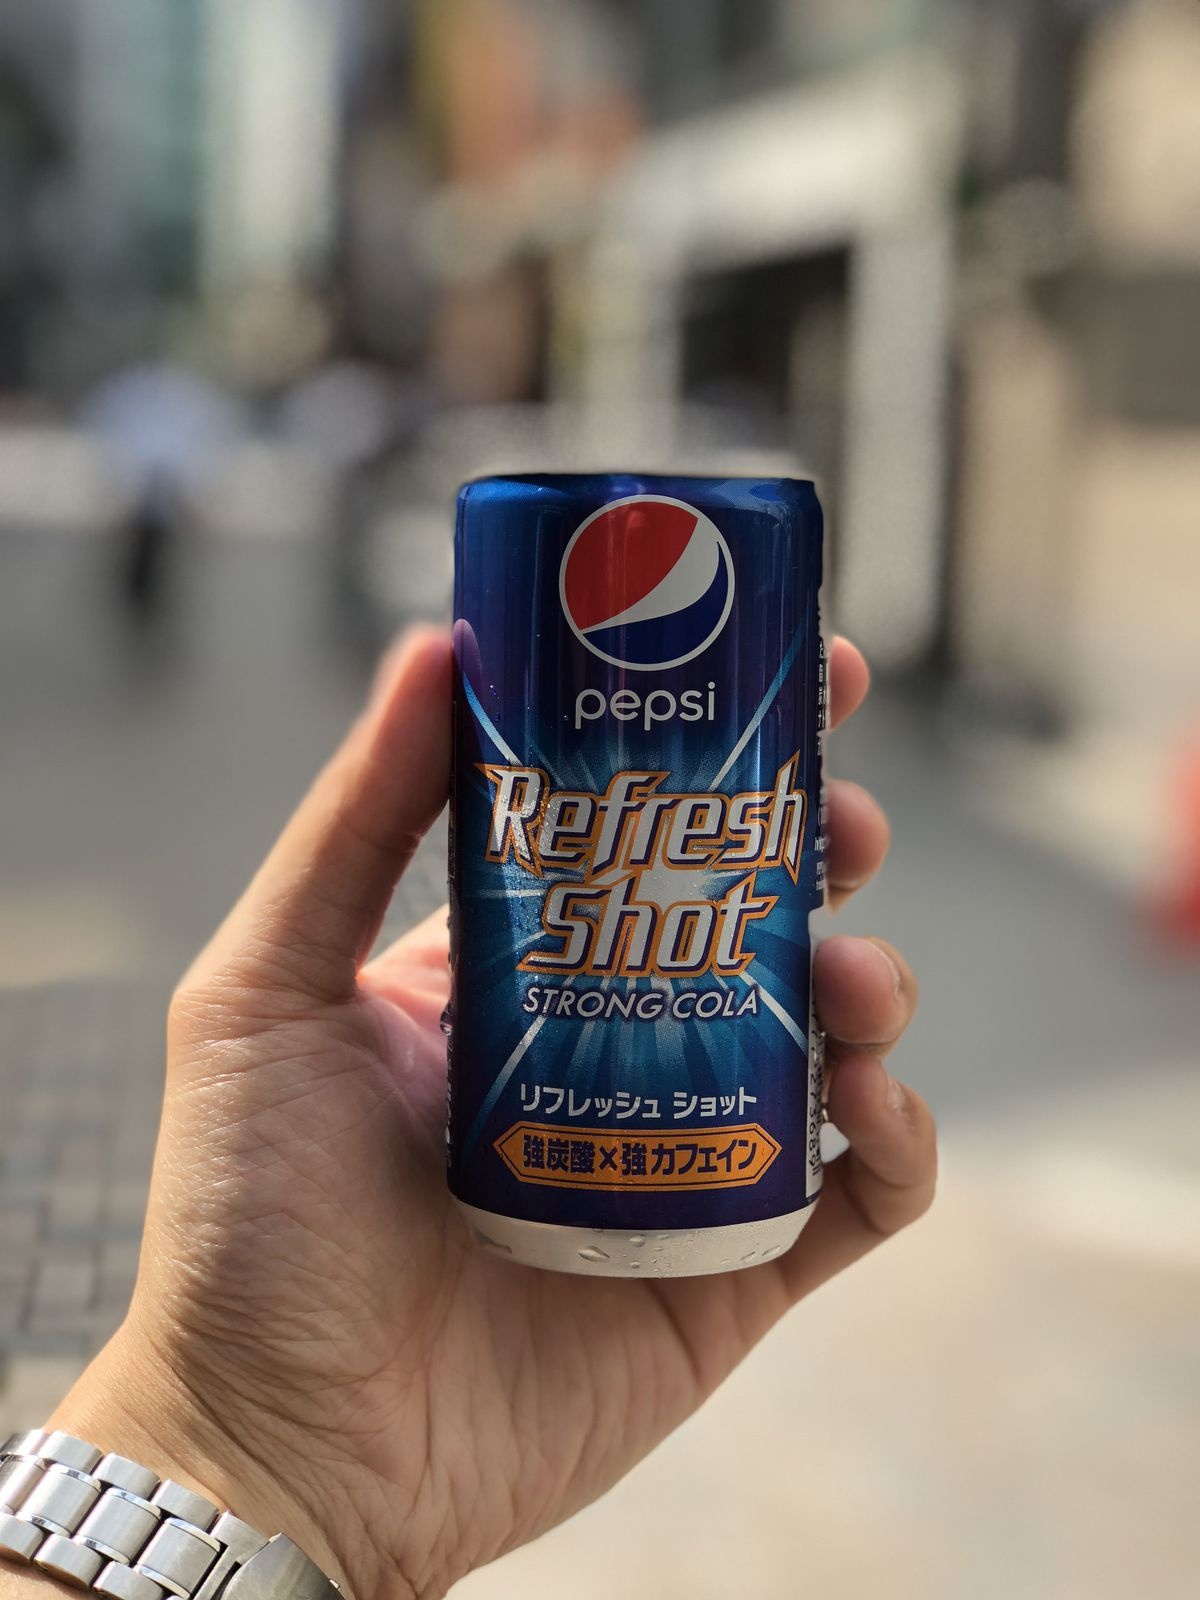 pepsi
Refresh
Shot
STRONG COLA
リフレッシュ ショット
強炭酸×強カフェイン